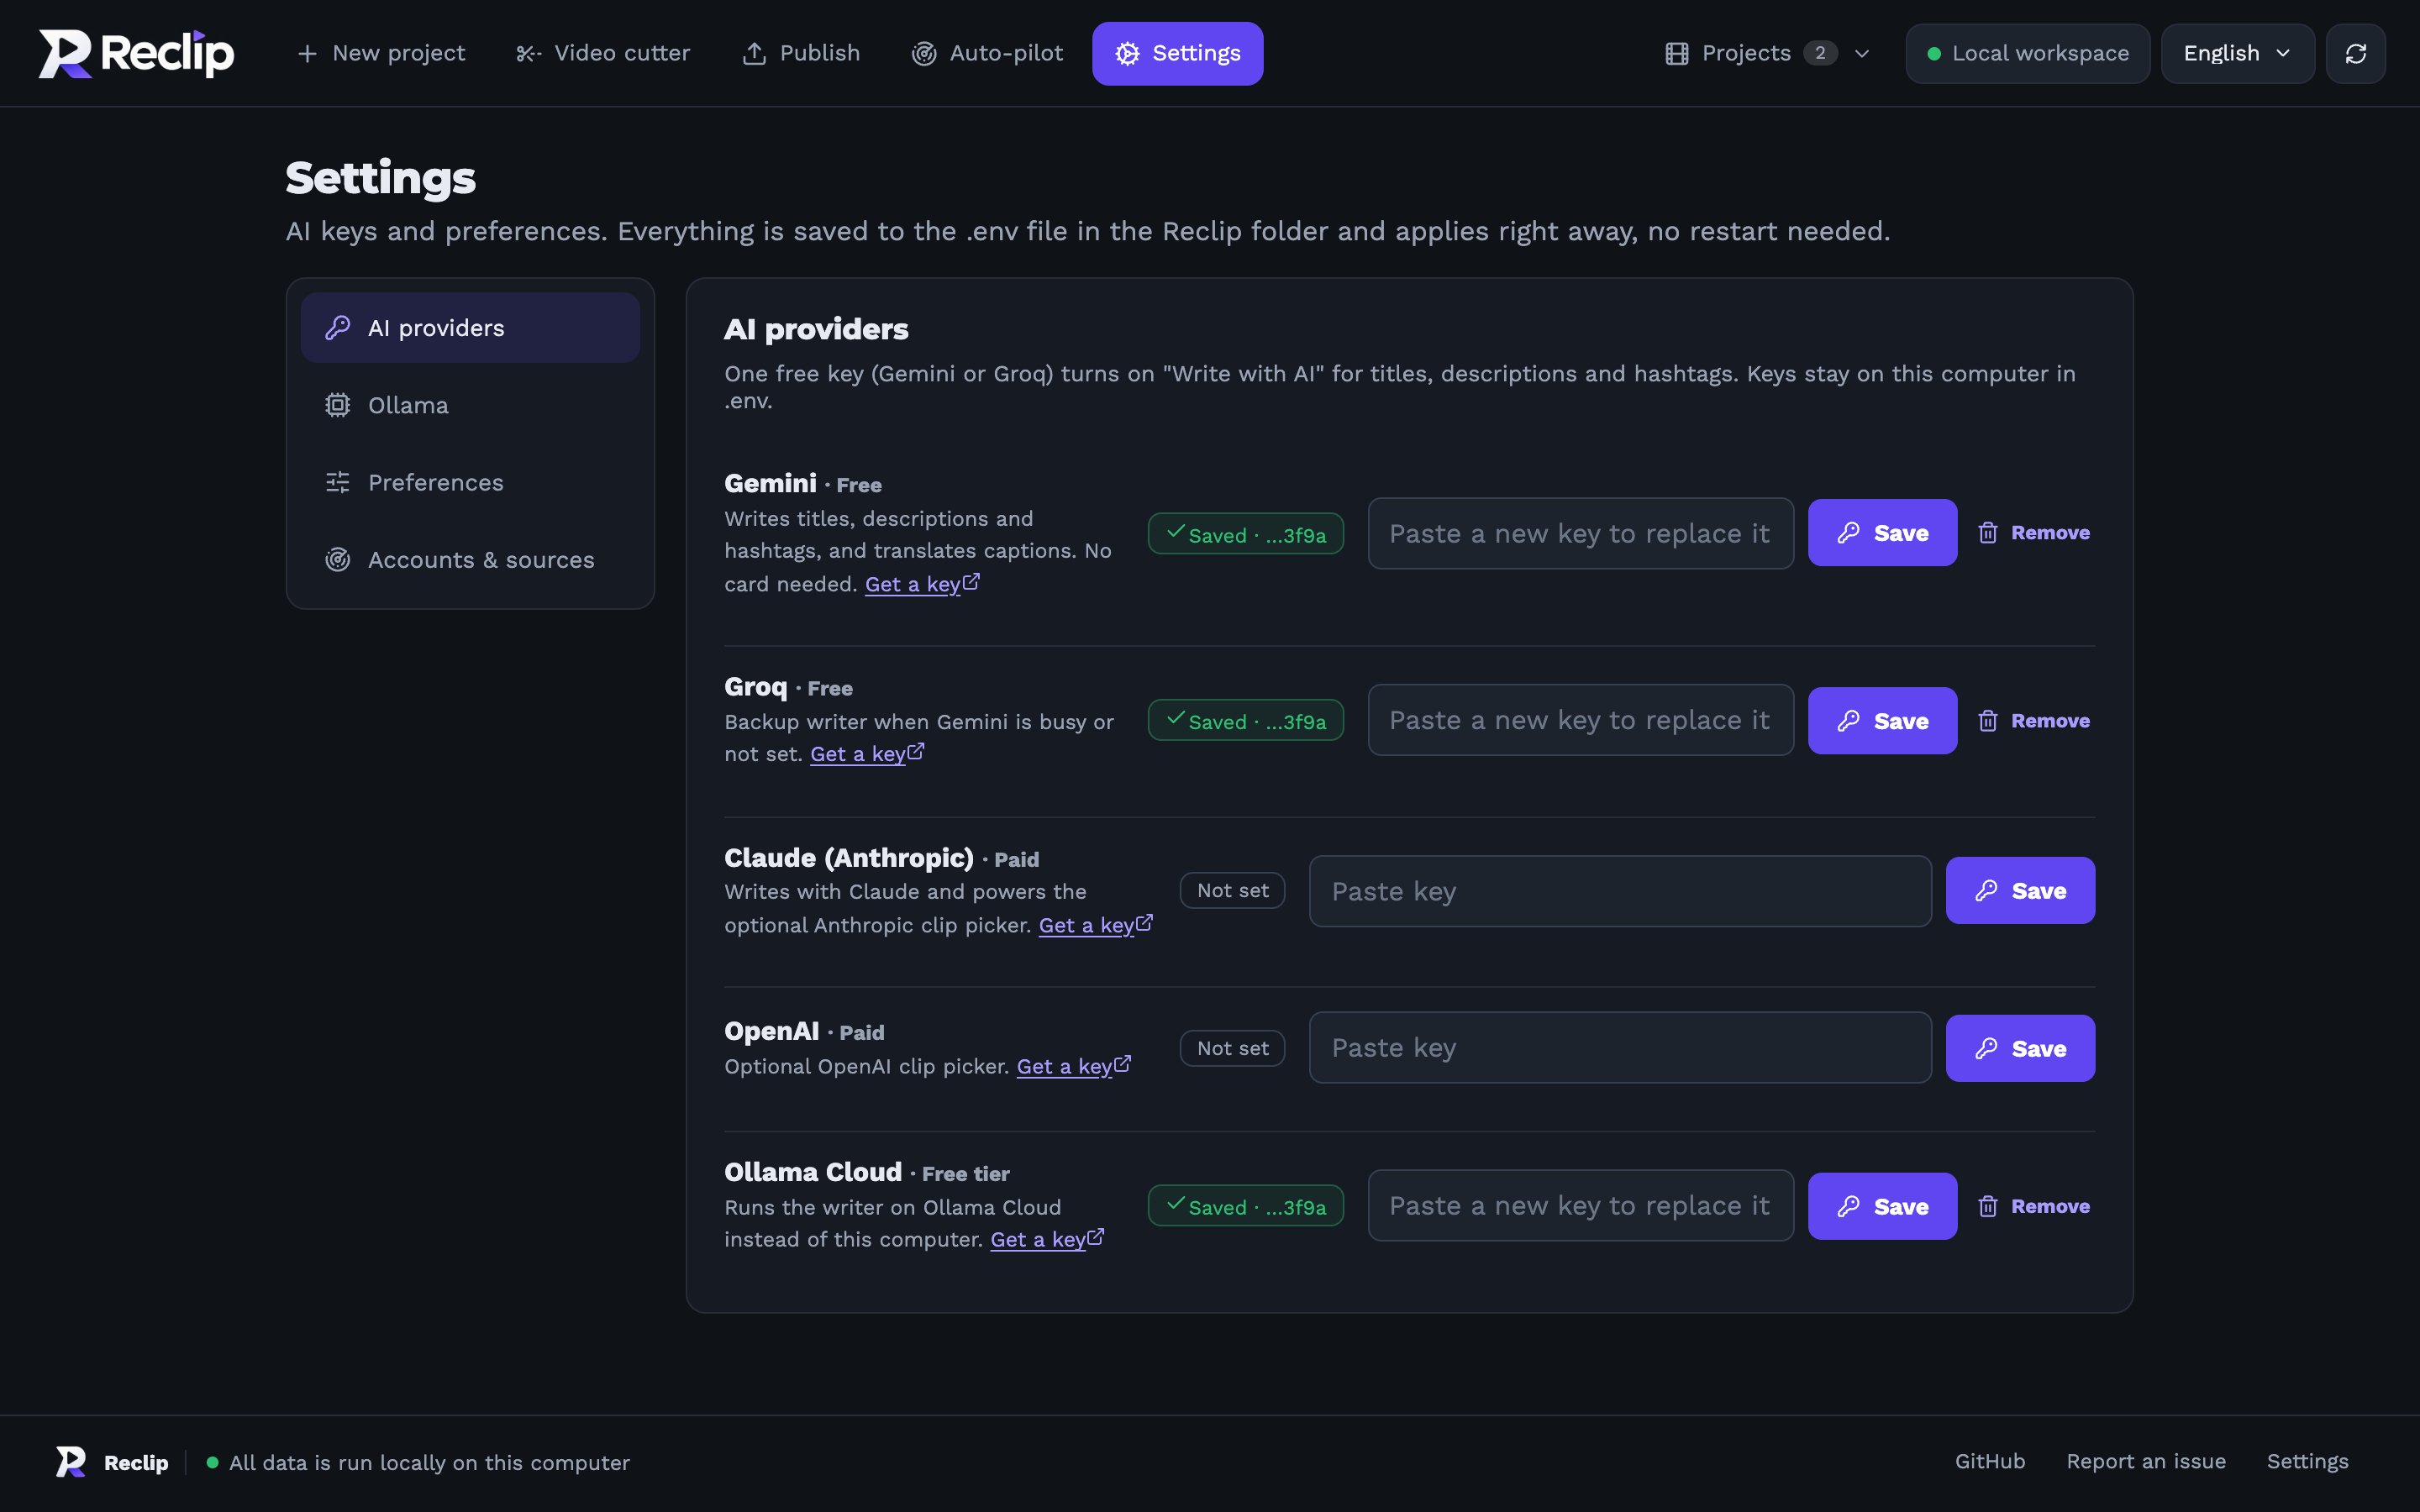 Reclip
New project
Video cutter
Publish
Auto-pilot
Settings
Projects 2
Local workspace
English
Settings
AI keys and preferences. Everything is saved to the .env file in the Reclip folder and applies right away, no restart needed.
AI providers
Ollama
Preferences
Accounts & sources
AI providers
One free key (Gemini or Groq) turns on "Write with AI" for titles, descriptions and hashtags. Keys stay on this computer in
.env.
Gemini · Free
Writes titles, descriptions and
hashtags, and translates captions. No
card needed. Get a key
Saved · ...3f9a
Paste a new key to replace it
Save
Remove
Groq · Free
Backup writer when Gemini is busy or
not set. Get a key
Saved · ...3f9a
Paste a new key to replace it
Save
Remove
Claude (Anthropic) · Paid
Writes with Claude and powers the
optional Anthropic clip picker. Get a key
Not set
Paste key
Save
OpenAI · Paid
Optional OpenAI clip picker. Get a key
Not set
Paste key
Save
Ollama Cloud · Free tier
Runs the writer on Ollama Cloud
instead of this computer. Get a key
Saved · ...3f9a
Paste a new key to replace it
Save
Remove
Reclip
All data is run locally on this computer
GitHub
Report an issue
Settings